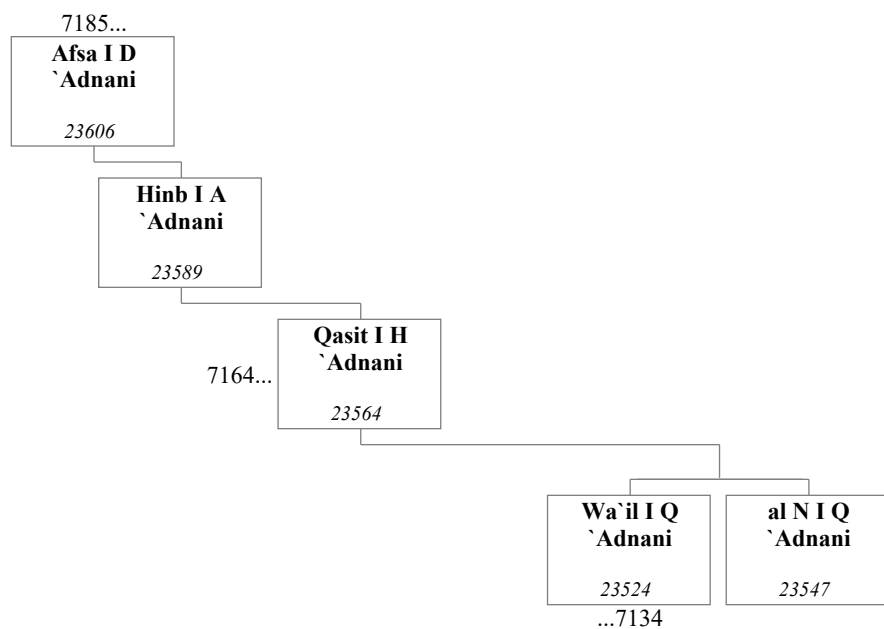 7185...
Afsa I D
`Adnani
23606
Hinb I A
`Adnani
23589
Qasit I H
`Adnani
7164...
23564
Wa`il I Q
`Adnani
23524
al N I Q
`Adnani
23547
...7134